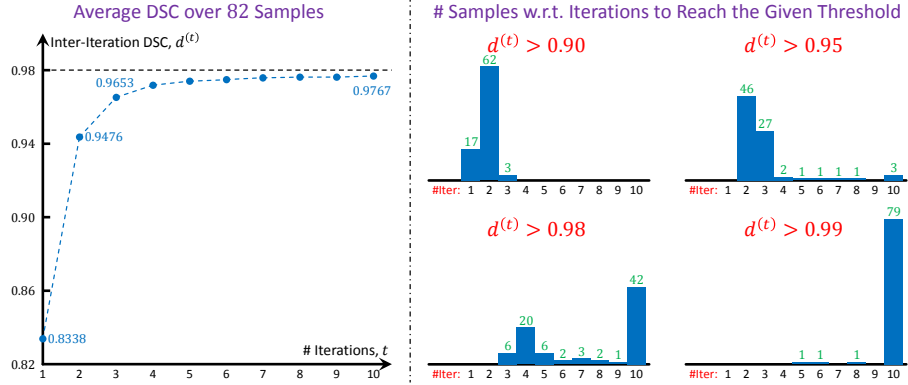 Average DSC over 82 Samples
Inter-Iteration DSC, d^(t)
0.98
0.94
0.90
0.86
0.82
0.9653
0.9767
0.9476
0.8338
# Iterations, t
1 2 3 4 5 6 7 8 9 10
# Samples w.r.t. Iterations to Reach the Given Threshold
d^(t) > 0.90
17 62 3
#Iter: 1 2 3 4 5 6 7 8 9 10
d^(t) > 0.95
46 27 2 1 1 1 1 3
#Iter: 1 2 3 4 5 6 7 8 9 10
d^(t) > 0.98
6 20 6 2 3 2 1 42
#Iter: 1 2 3 4 5 6 7 8 9 10
d^(t) > 0.99
1 1 1 79
#Iter: 1 2 3 4 5 6 7 8 9 10